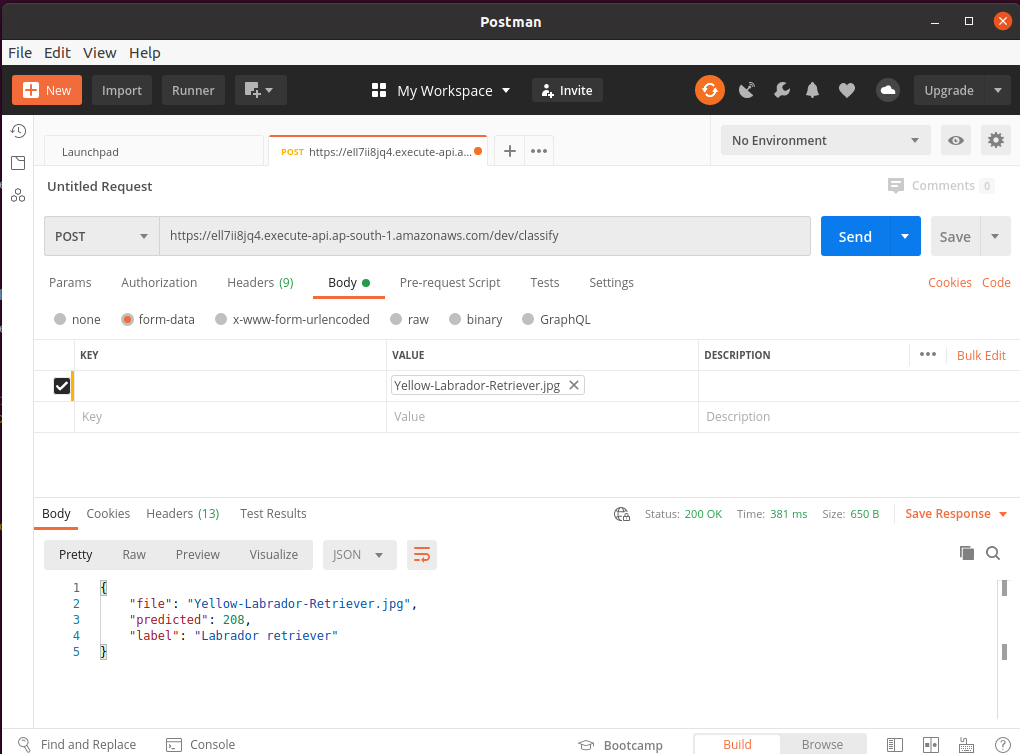 Postman
File Edit View Help
New Import Runner My Workspace Invite Upgrade
Launchpad POST https://ell7ii8jq4.execute-api.a... No Environment
Untitled Request Comments 0
POST https://ell7ii8jq4.execute-api.ap-south-1.amazonaws.com/dev/classify Send Save
Params Authorization Headers (9) Body Pre-request Script Tests Settings Cookies Code
none form-data x-www-form-urlencoded raw binary GraphQL
KEY VALUE DESCRIPTION Bulk Edit
Yellow-Labrador-Retriever.jpg
Key Value Description
Body Cookies Headers (13) Test Results Status: 200 OK Time: 381 ms Size: 650 B Save Response
Pretty Raw Preview Visualize JSON
1 {
2 "file": "Yellow-Labrador-Retriever.jpg",
3 "predicted": 208,
4 "label": "Labrador retriever"
5 }
Find and Replace Console Bootcamp Build Browse